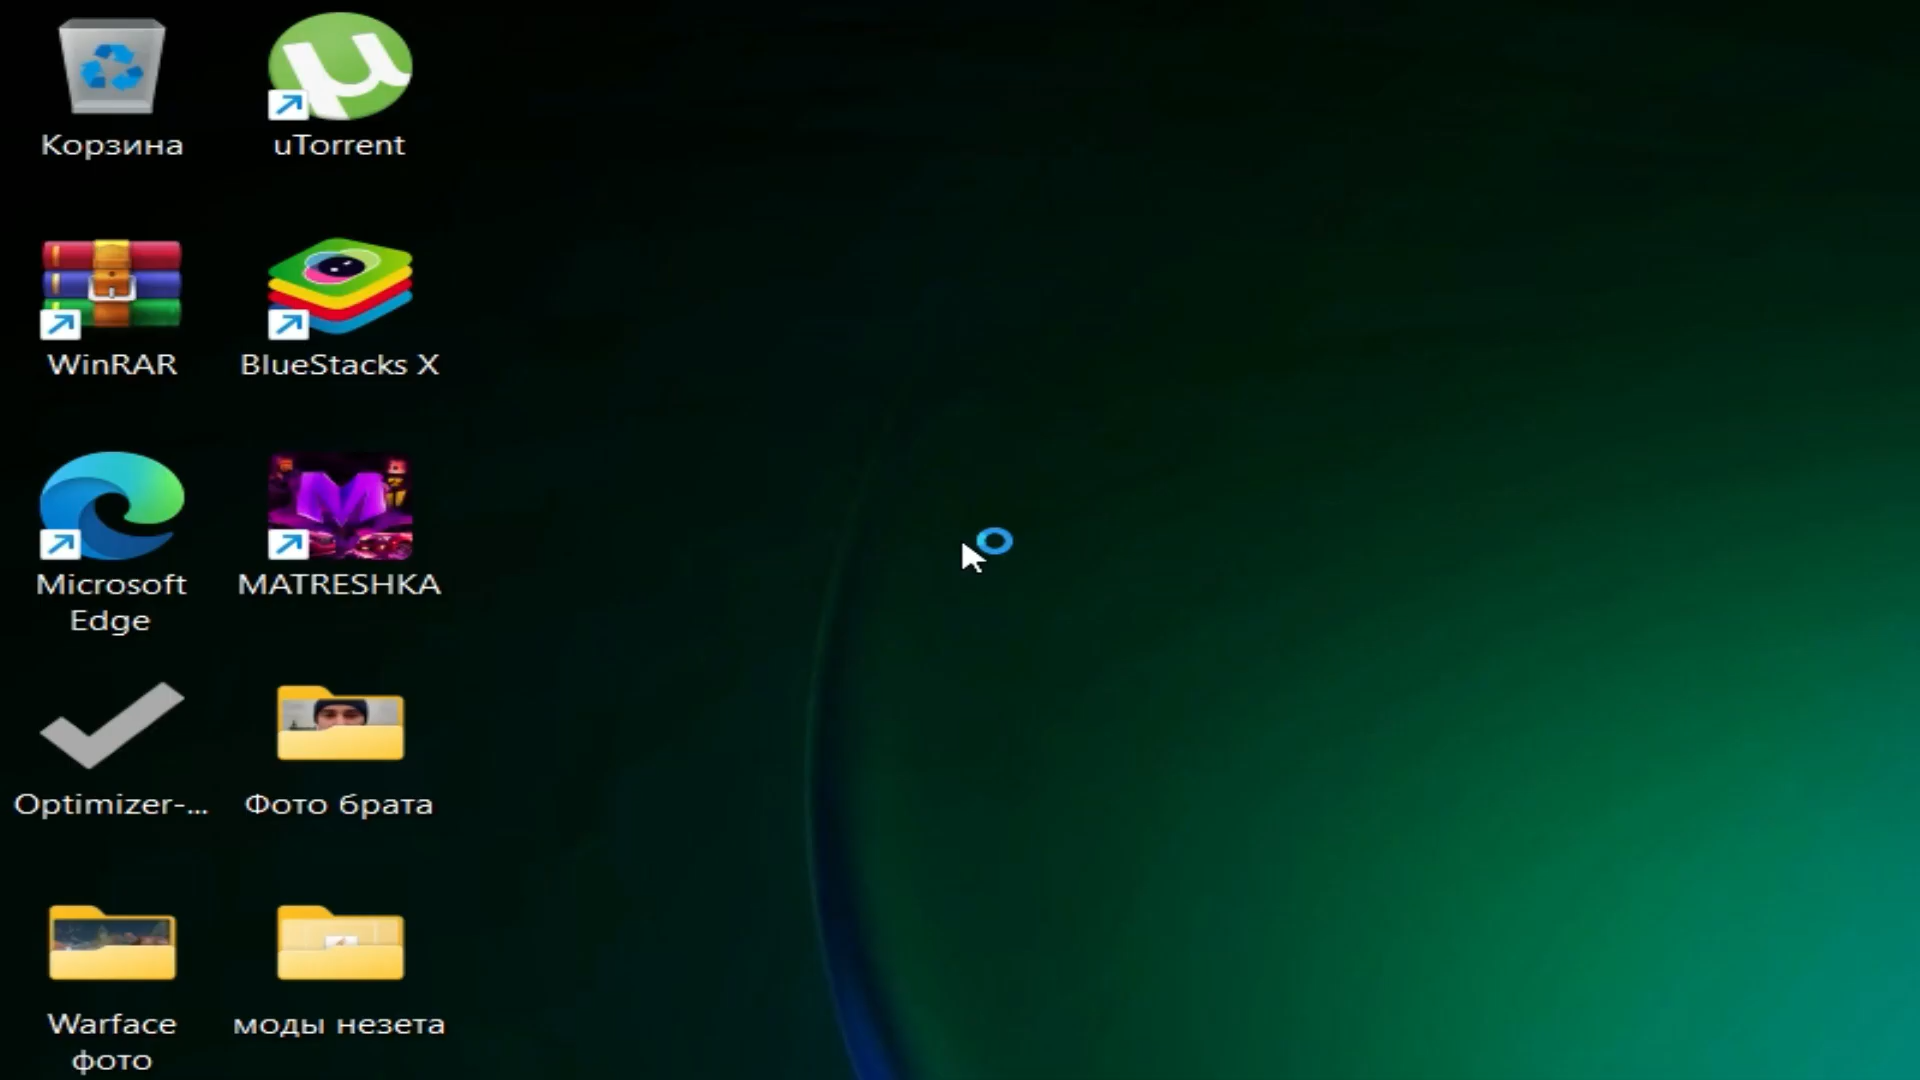 Корзина
uTorrent
WinRAR
BlueStacks X
Microsoft
Edge
MATRESHKA
Optimizer-...
Фото брата
Warface
фото
моды незета